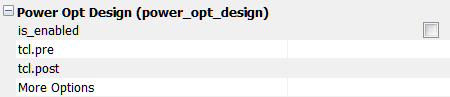 Power Opt Design (power_opt_design)
is_enabled
tcl.pre
tcl.post
More Options